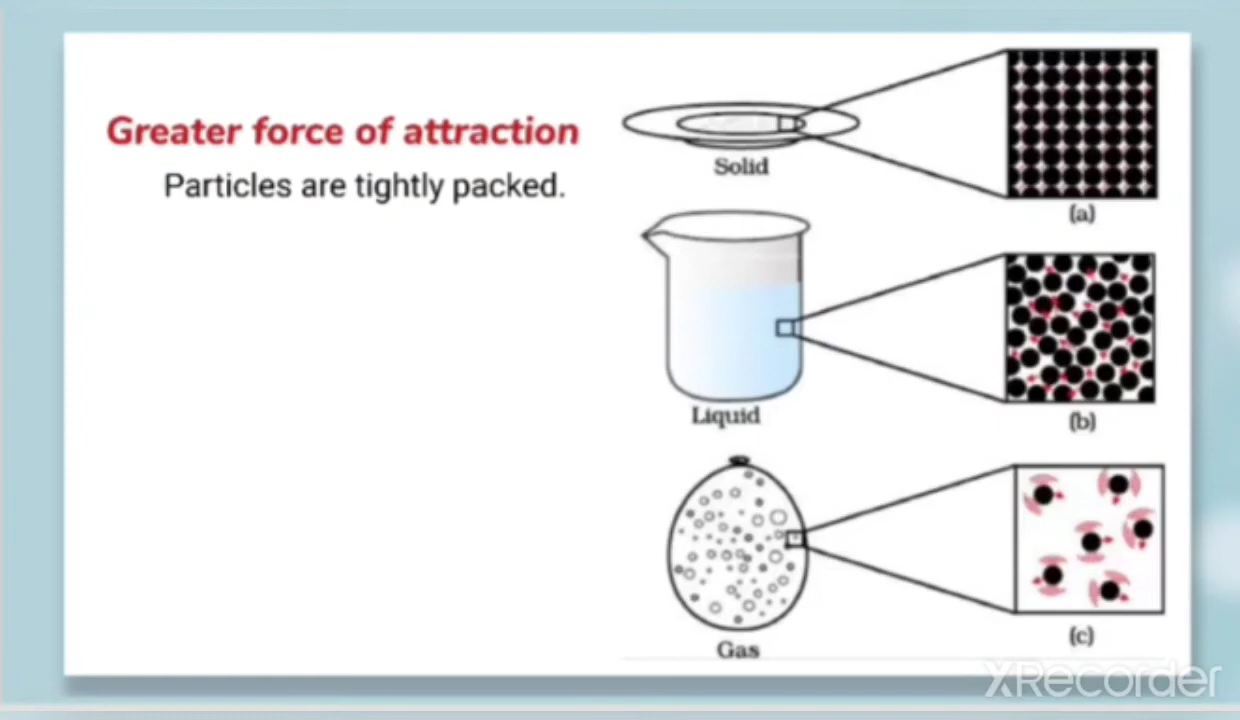 Greater force of attraction
Particles are tightly packed.
Solid
(a)
Liquid
(b)
Gas
(c)
XRecorder